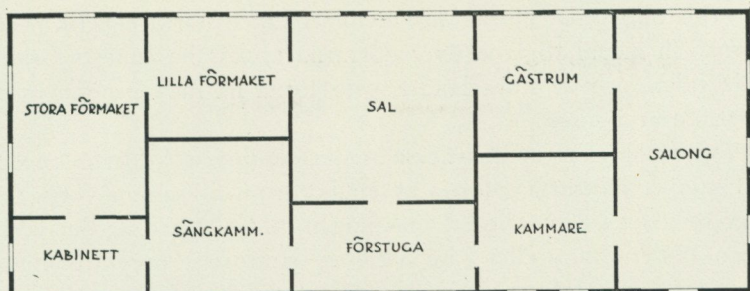 STORA FÖRMAKET
LILLA FÖRMAKET
SAL
GÄSTRUM
SALONG
KABINETT
SÄNGKAMM.
FÖRSTUGA
KAMMARE